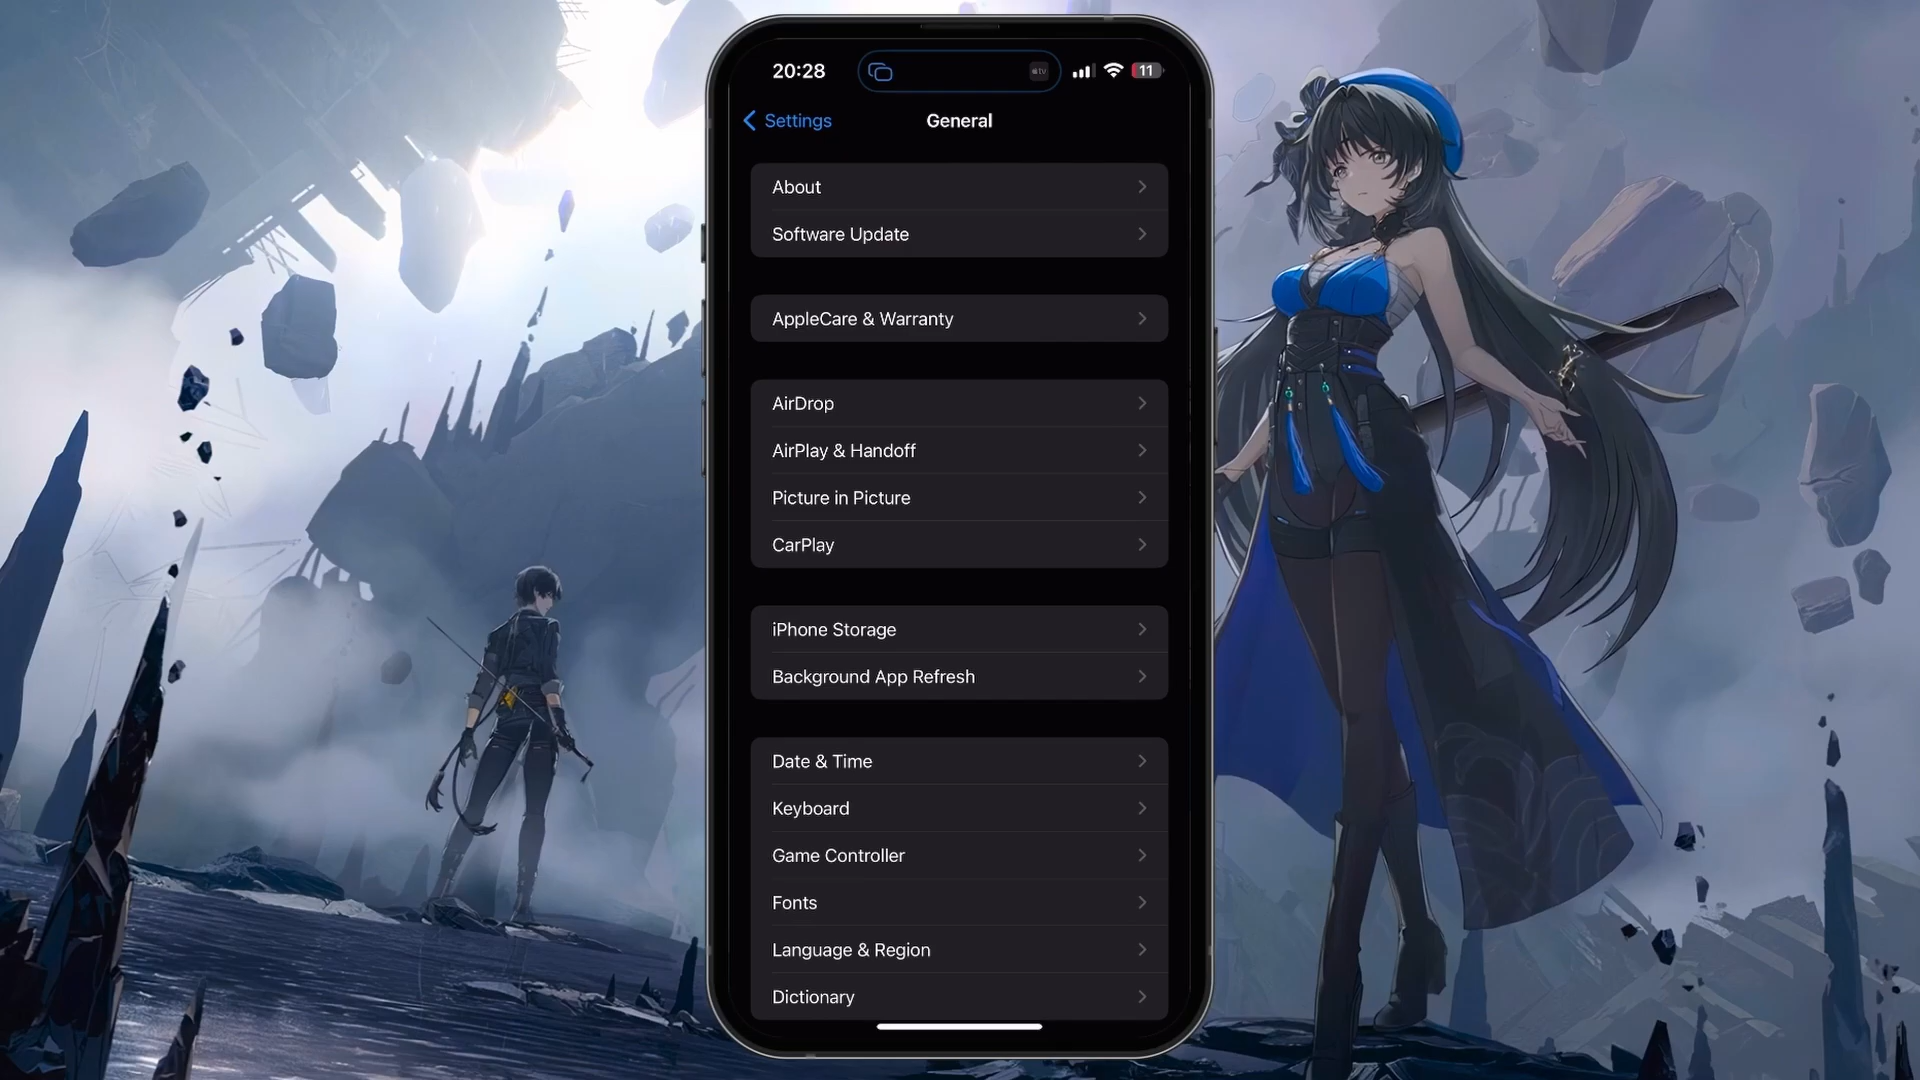 20:28
tv
11
Settings
General
About
Software Update
AppleCare & Warranty
AirDrop
AirPlay & Handoff
Picture in Picture
CarPlay
iPhone Storage
Background App Refresh
Date & Time
Keyboard
Game Controller
Fonts
Language & Region
Dictionary